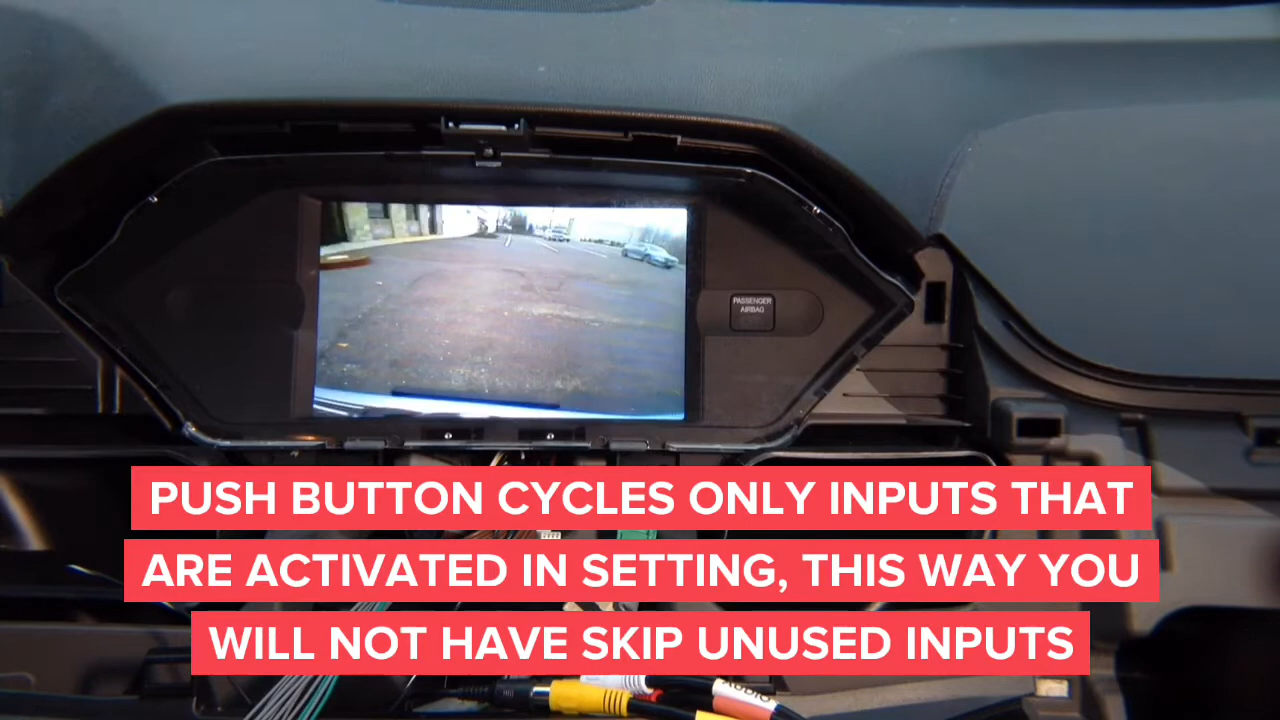 PASSENGER
AIRBAG
PUSH BUTTON CYCLES ONLY INPUTS THAT
ARE ACTIVATED IN SETTING, THIS WAY YOU
WILL NOT HAVE SKIP UNUSED INPUTS
AUDIO